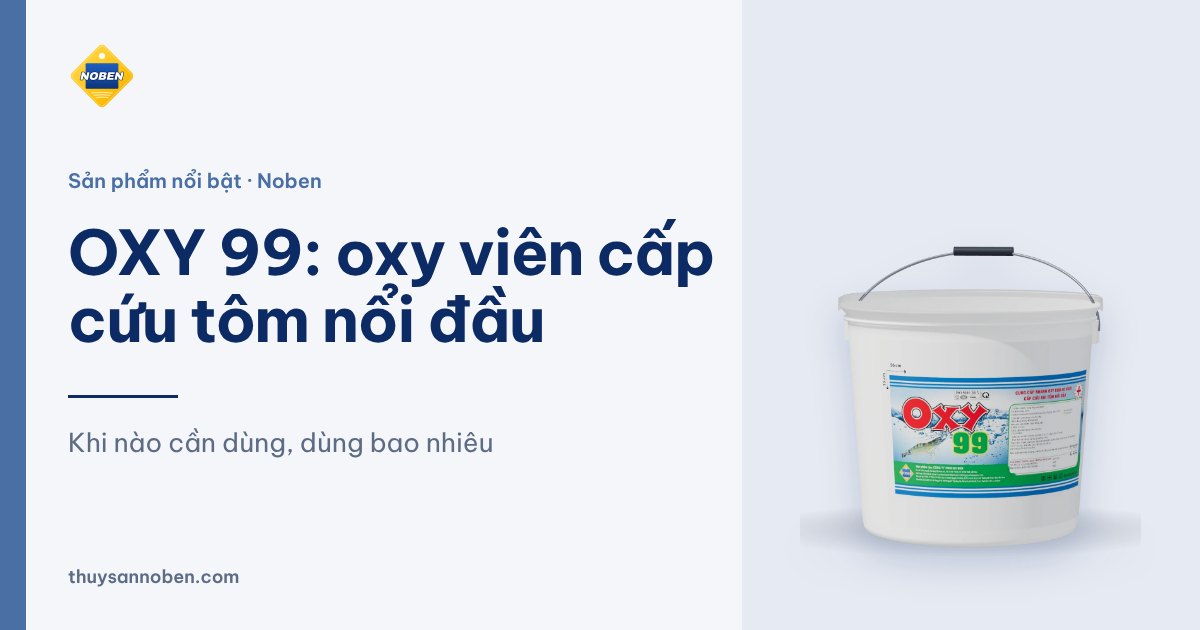 NOBEN
Sản phẩm nổi bật · Noben
OXY 99: oxy viên cấp
cứu tôm nổi đầu
Khi nào cần dùng, dùng bao nhiêu
thuysannoben.com
OXY
99